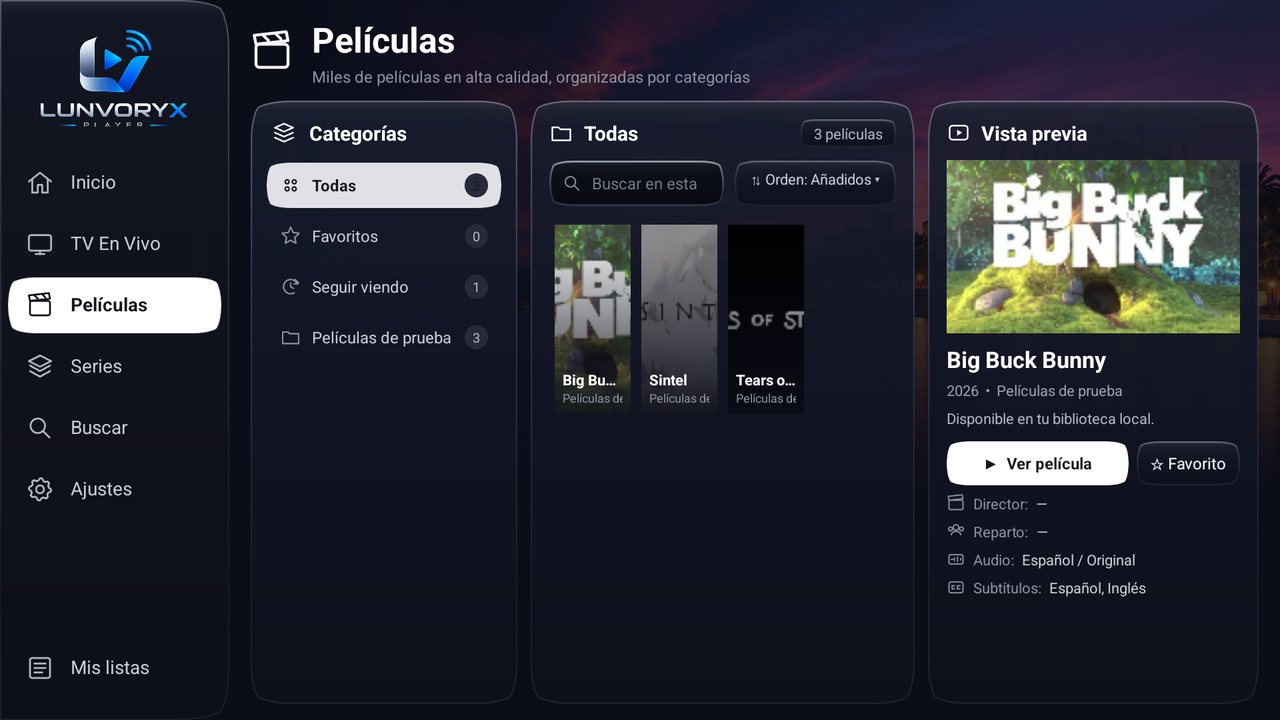 LUNVORYX
PLAYER
Inicio
TV En Vivo
Películas
Series
Buscar
Ajustes
Mis listas
Películas
Miles de películas en alta calidad, organizadas por categorías
Categorías
Todas 3
Favoritos 0
Seguir viendo 1
Películas de prueba 3
Todas 3 películas
Buscar en esta
↑↓ Orden: Añadidos ▾
Big Bu...
Películas de
SINT
Sintel
Películas de
S OF ST
Tears o...
Películas de
Vista previa
Big Buck
BUNNY
Big Buck Bunny
2026 • Películas de prueba
Disponible en tu biblioteca local.
► Ver película
☆ Favorito
Director: —
Reparto: —
Audio: Español / Original
Subtítulos: Español, Inglés